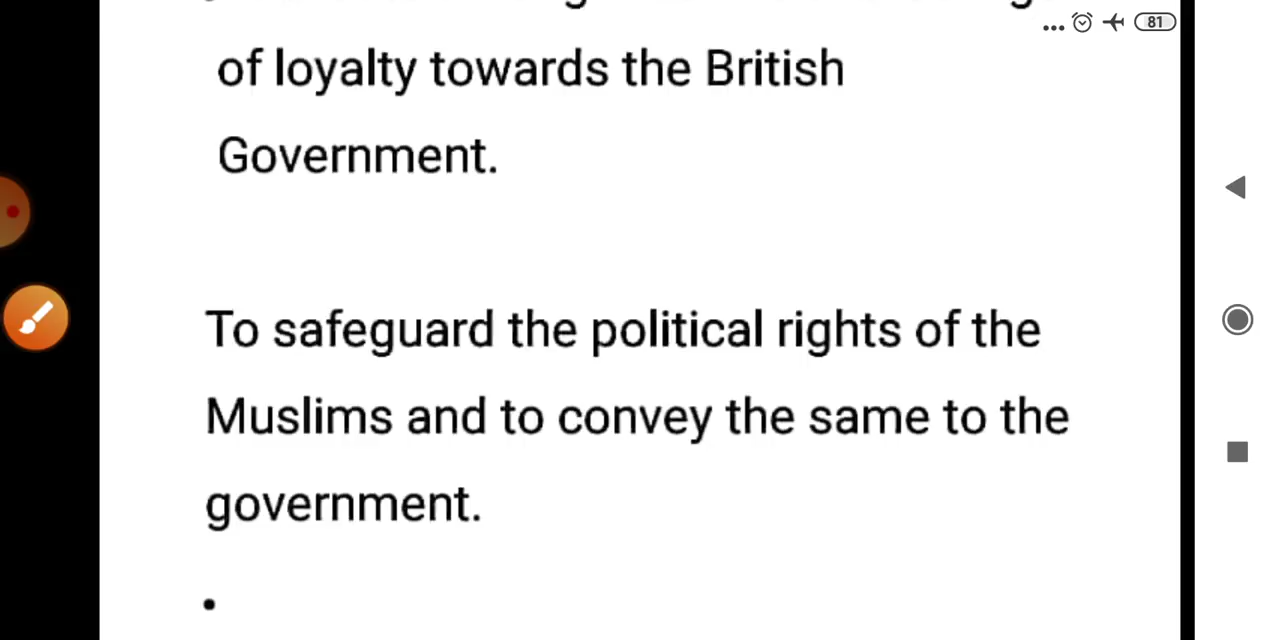 81
of loyalty towards the British
Government.
To safeguard the political rights of the
Muslims and to convey the same to the
government.
•